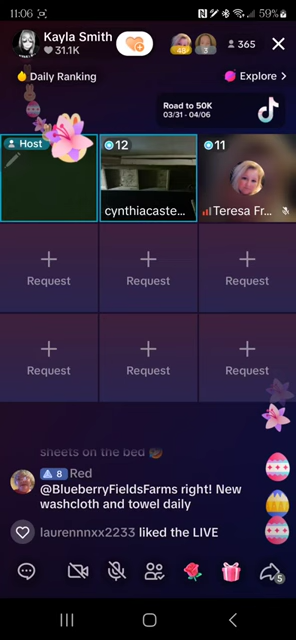 11:06
59%
Kayla Smith
31.1K
46
3
365
Daily Ranking
Explore >
Road to 50K
03/31 - 04/06
Host
12
11
cynthiacaste...
Teresa Fr...
Request
Request
Request
Request
Request
Request
sheets on the bed
8 Red
@BlueberryFieldsFarms right! New
washcloth and towel daily
laurennnxx2233 liked the LIVE
5